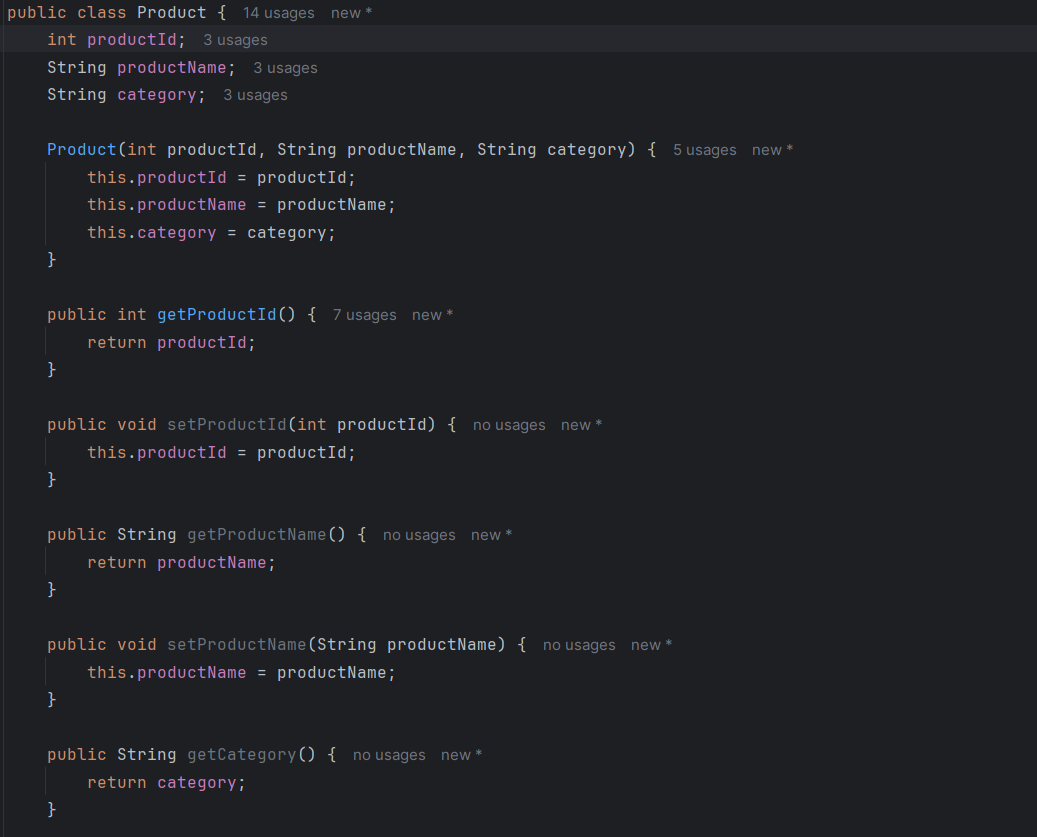 public class Product {  14 usages  new *
    int productId;  3 usages
    String productName;  3 usages
    String category;  3 usages
    Product(int productId, String productName, String category) {  5 usages  new *
        this.productId = productId;
        this.productName = productName;
        this.category = category;
    }
    public int getProductId() {  7 usages  new *
        return productId;
    }
    public void setProductId(int productId) {  no usages  new *
        this.productId = productId;
    }
    public String getProductName() {  no usages  new *
        return productName;
    }
    public void setProductName(String productName) {  no usages  new *
        this.productName = productName;
    }
    public String getCategory() {  no usages  new *
        return category;
    }